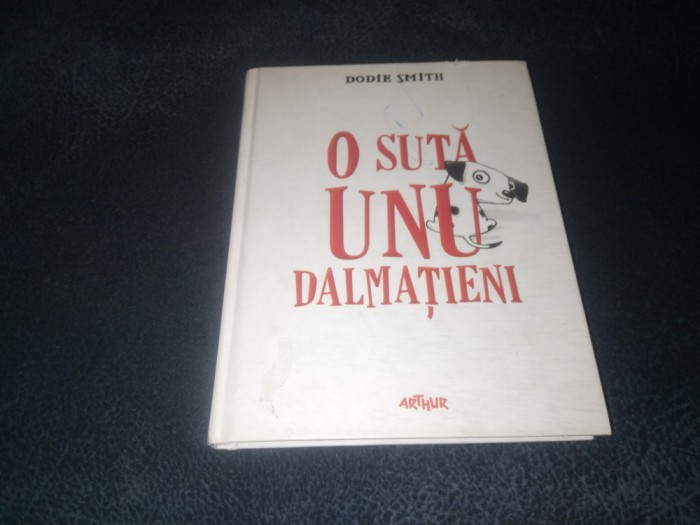 DODIE SMITH
O SUTĂ
UNU
DALMAȚIENI
ARTHUR